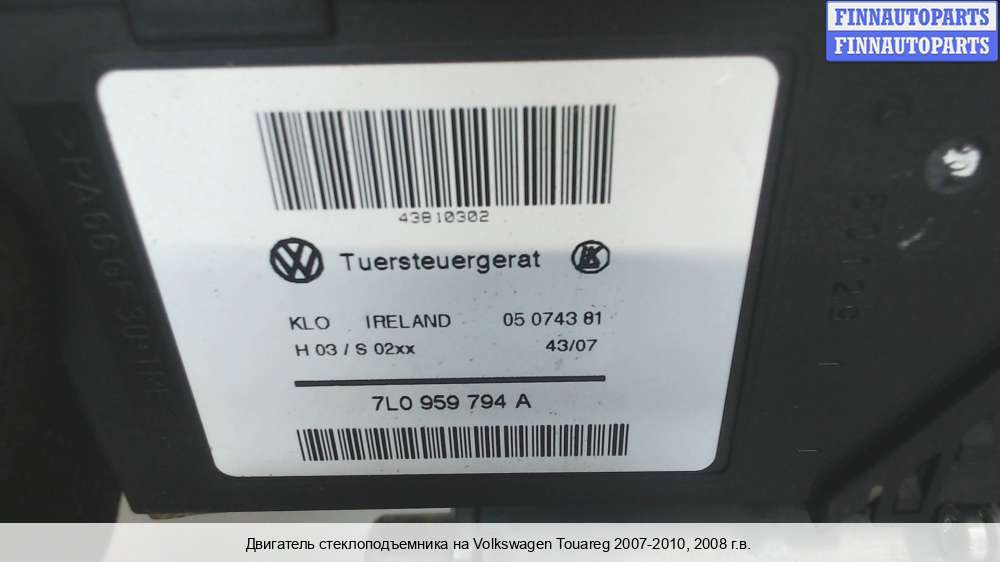 FINNAUTOPARTS
FINNAUTOPARTS
43810302
Tuersteuergerat
KLO IRELAND 05 0743 81
H 03 / S 02xx 43/07
7L0 959 794 A
Двигатель стеклоподъемника на Volkswagen Touareg 2007-2010, 2008 г.в.